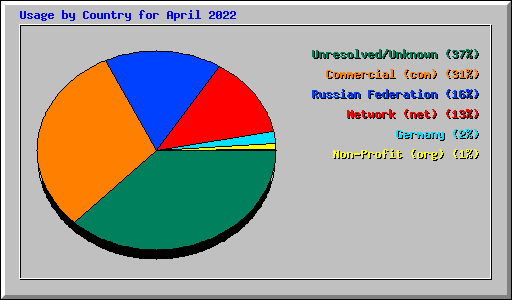 Usage by Country for April 2022
Unresolved/Unknown (37%)
Commercial (com) (31%)
Russian Federation (16%)
Network (net) (13%)
Germany (2%)
Non-Profit (org) (1%)